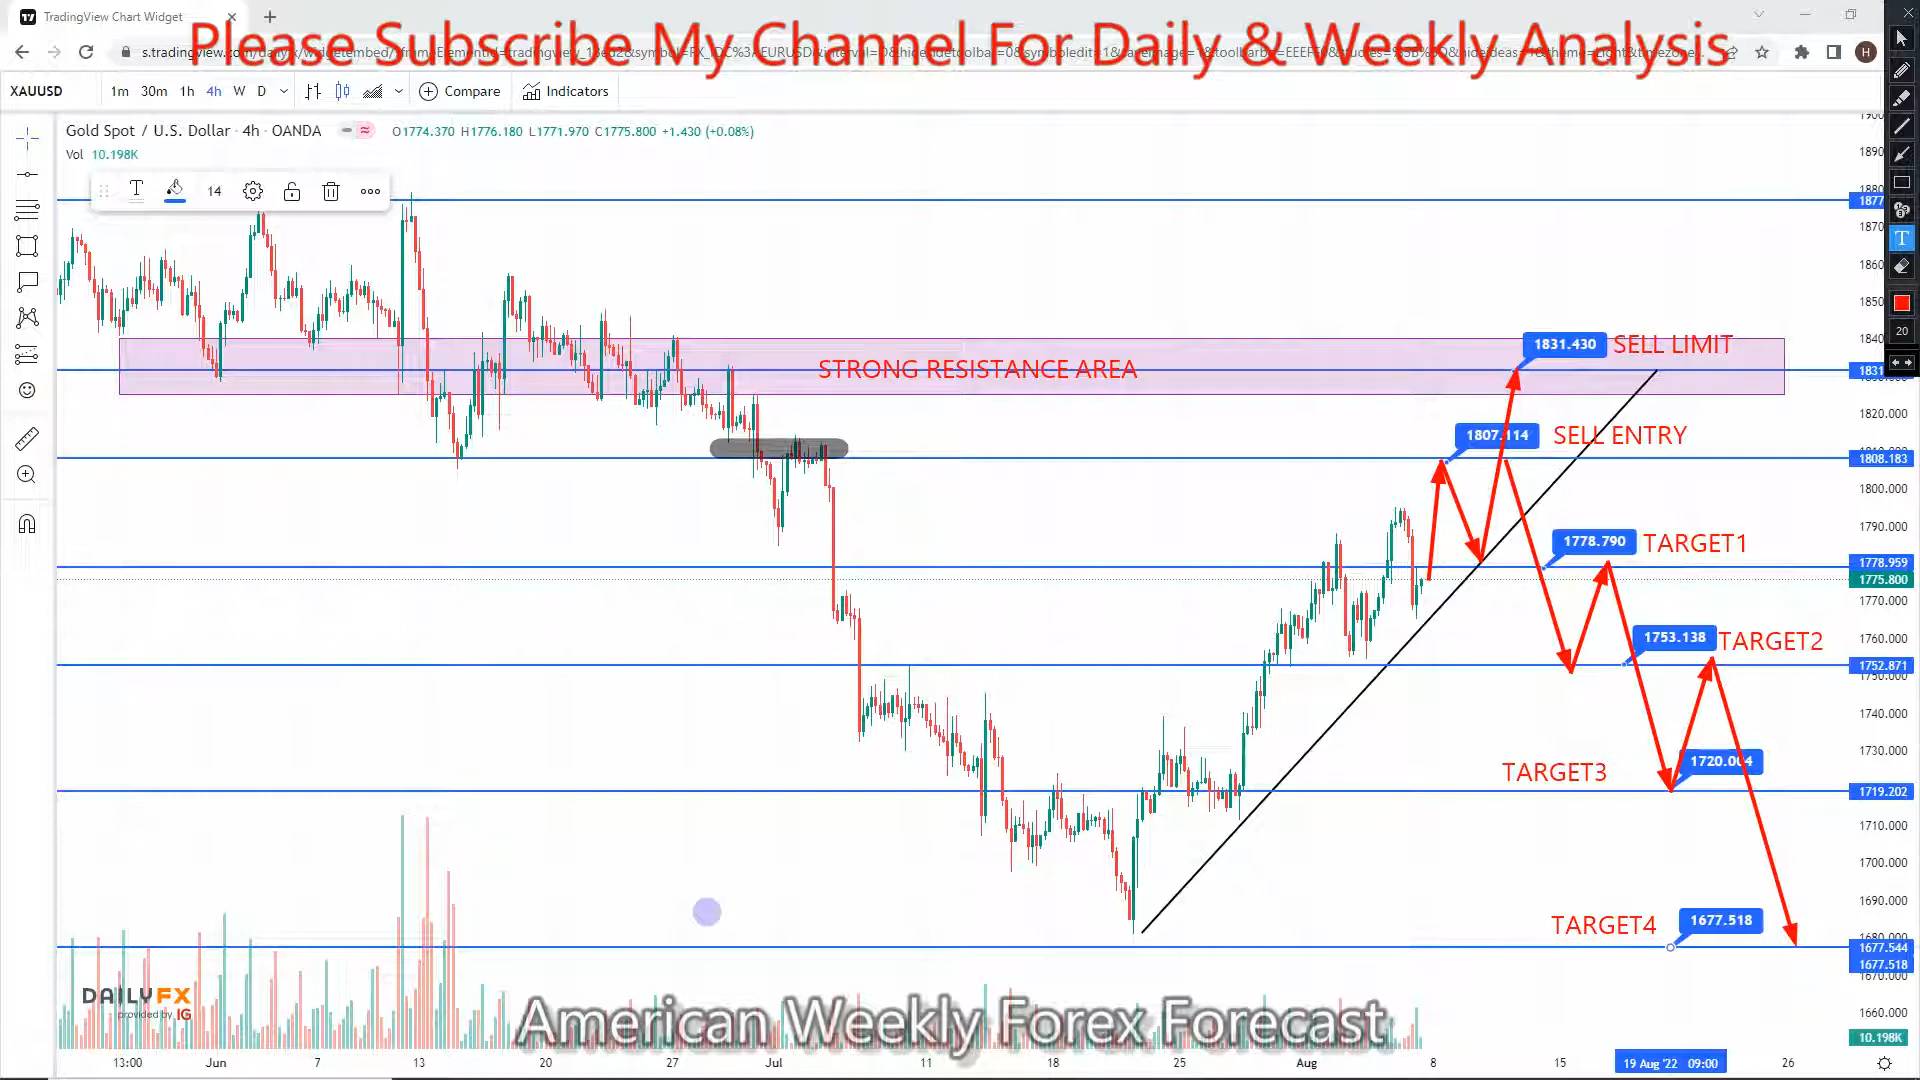 TradingView Chart Widget
Please Subscribe My Channel For Daily & Weekly Analysis
XAUUSD 1m 30m 1h 4h W D Compare Indicators
Gold Spot / U.S. Dollar · 4h · OANDA O1774.370 H1776.180 L1771.970 C1775.800 +1.430 (+0.08%)
Vol 10.198K
14
1890
1880
1877
1870
1860
1850
1840
1831.430 SELL LIMIT
STRONG RESISTANCE AREA
1831
1820.000
1807.114 SELL ENTRY
1808.183
1800.000
1790.000
1778.790 TARGET1
1778.959
1775.800
1770.000
1760.000
1753.138 TARGET2
1752.871
1750.000
1740.000
1730.000
TARGET3 1720.004
1719.202
1710.000
1700.000
1690.000
TARGET4 1677.518
1680.000
1677.544
1677.518
1670.000
1660.000
DAILYFX
provided by IG
American Weekly Forex Forecast
10.198K
13:00 Jun 7 13 20 27 Jul 11 18 25 Aug 8 15 19 Aug '22 09:00 26
H
T
20